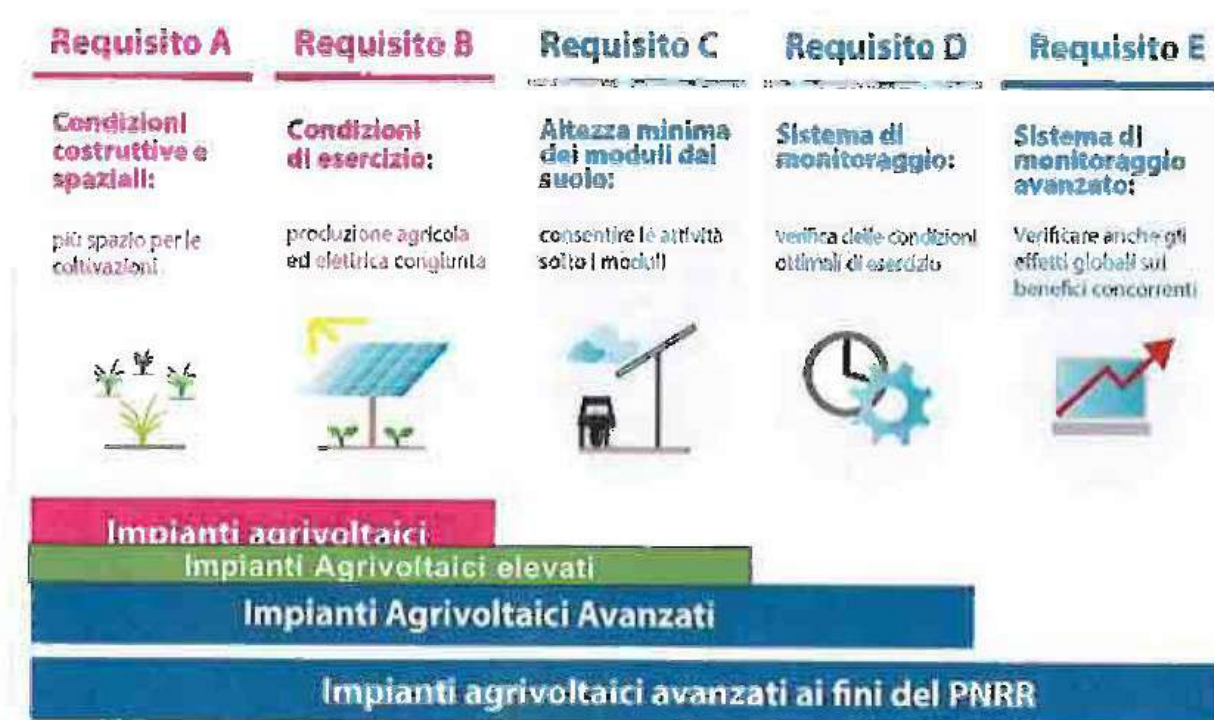 Requisito A
Requisito B
Requisito C
Requisito D
Requisito E
Condizioni
costruttive e
spaziali:
più spazio per le
coltivazioni
Condizioni
di esercizio:
produzione agricola
ed elettrica congiunta
Altezza minima
dei moduli dal
suolo:
consentire le attività
sotto i moduli
Sistema di
monitoraggio:
verifica delle condizioni
ottimali di esercizio
Sistema di
monitoraggio
avanzato:
Verificare anche gli
effetti globali sui
benefici concorrenti
Impianti agrivoltaici
Impianti Agrivoltaici elevati
Impianti Agrivoltaici Avanzati
Impianti agrivoltaici avanzati ai fini del PNRR